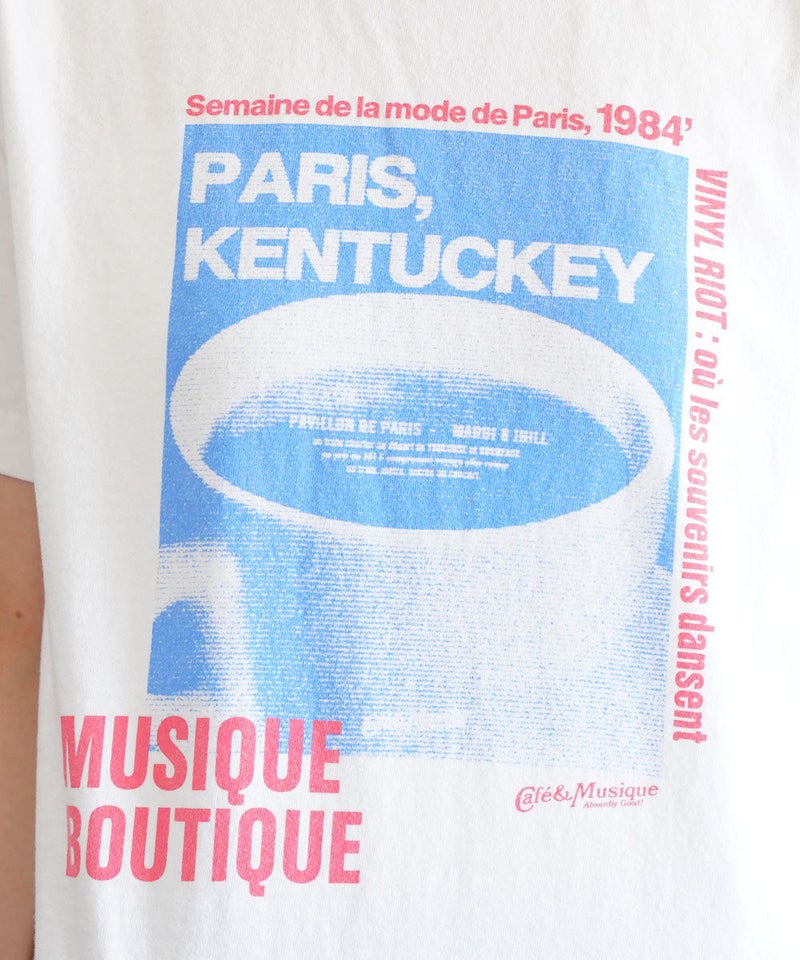 Semaine de la mode de Paris, 1984'
PARIS,
KENTUCKEY
VINYL RIOT : où les souvenirs dansent
PAVILLON DE PARIS -
MUSIQUE
BOUTIQUE
Café & Musique
Absurdly Good!